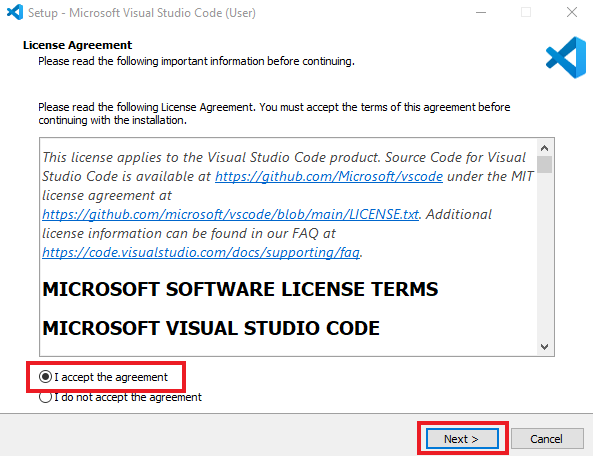 Setup - Microsoft Visual Studio Code (User)
License Agreement
Please read the following important information before continuing.
Please read the following License Agreement. You must accept the terms of this agreement before
continuing with the installation.
This license applies to the Visual Studio Code product. Source Code for Visual
Studio Code is available at https://github.com/Microsoft/vscode under the MIT
license agreement at
https://github.com/microsoft/vscode/blob/main/LICENSE.txt. Additional
license information can be found in our FAQ at
https://code.visualstudio.com/docs/supporting/faq.
MICROSOFT SOFTWARE LICENSE TERMS
MICROSOFT VISUAL STUDIO CODE
I accept the agreement
I do not accept the agreement
Next >
Cancel